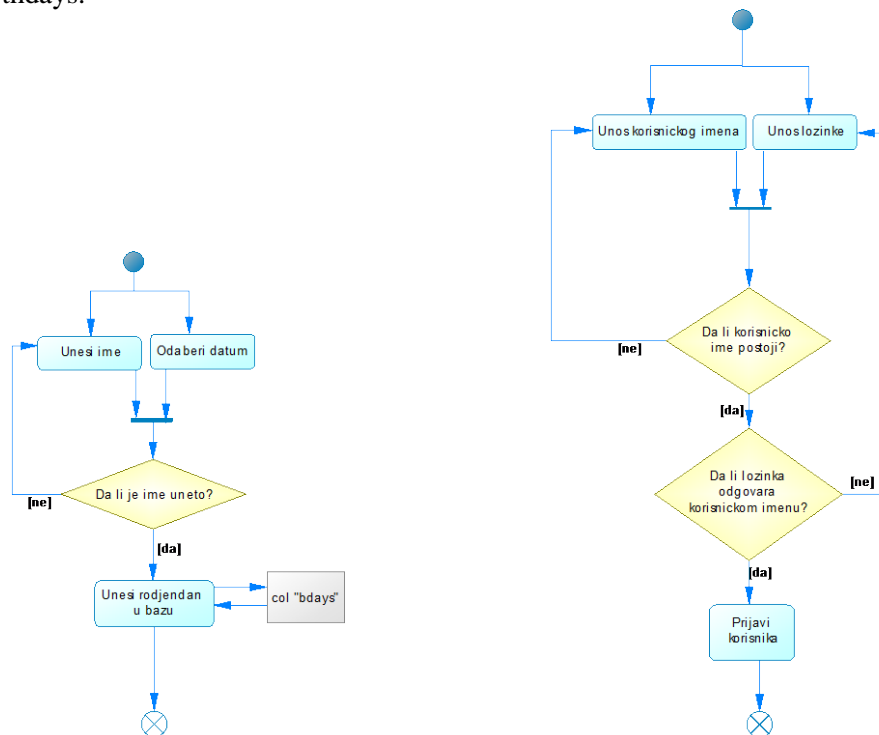 Unesi ime
Odaberi datum
Da li je ime uneto?
[ne]
[da]
Unesi rodjendan
u bazu
col "bdays"
Unos korisnickog imena
Unos lozinke
Da li korisnicko
ime postoji?
[ne]
[da]
Da li lozinka
odgovara
korisnickom imenu?
[ne]
[da]
Prijavi
korisnika